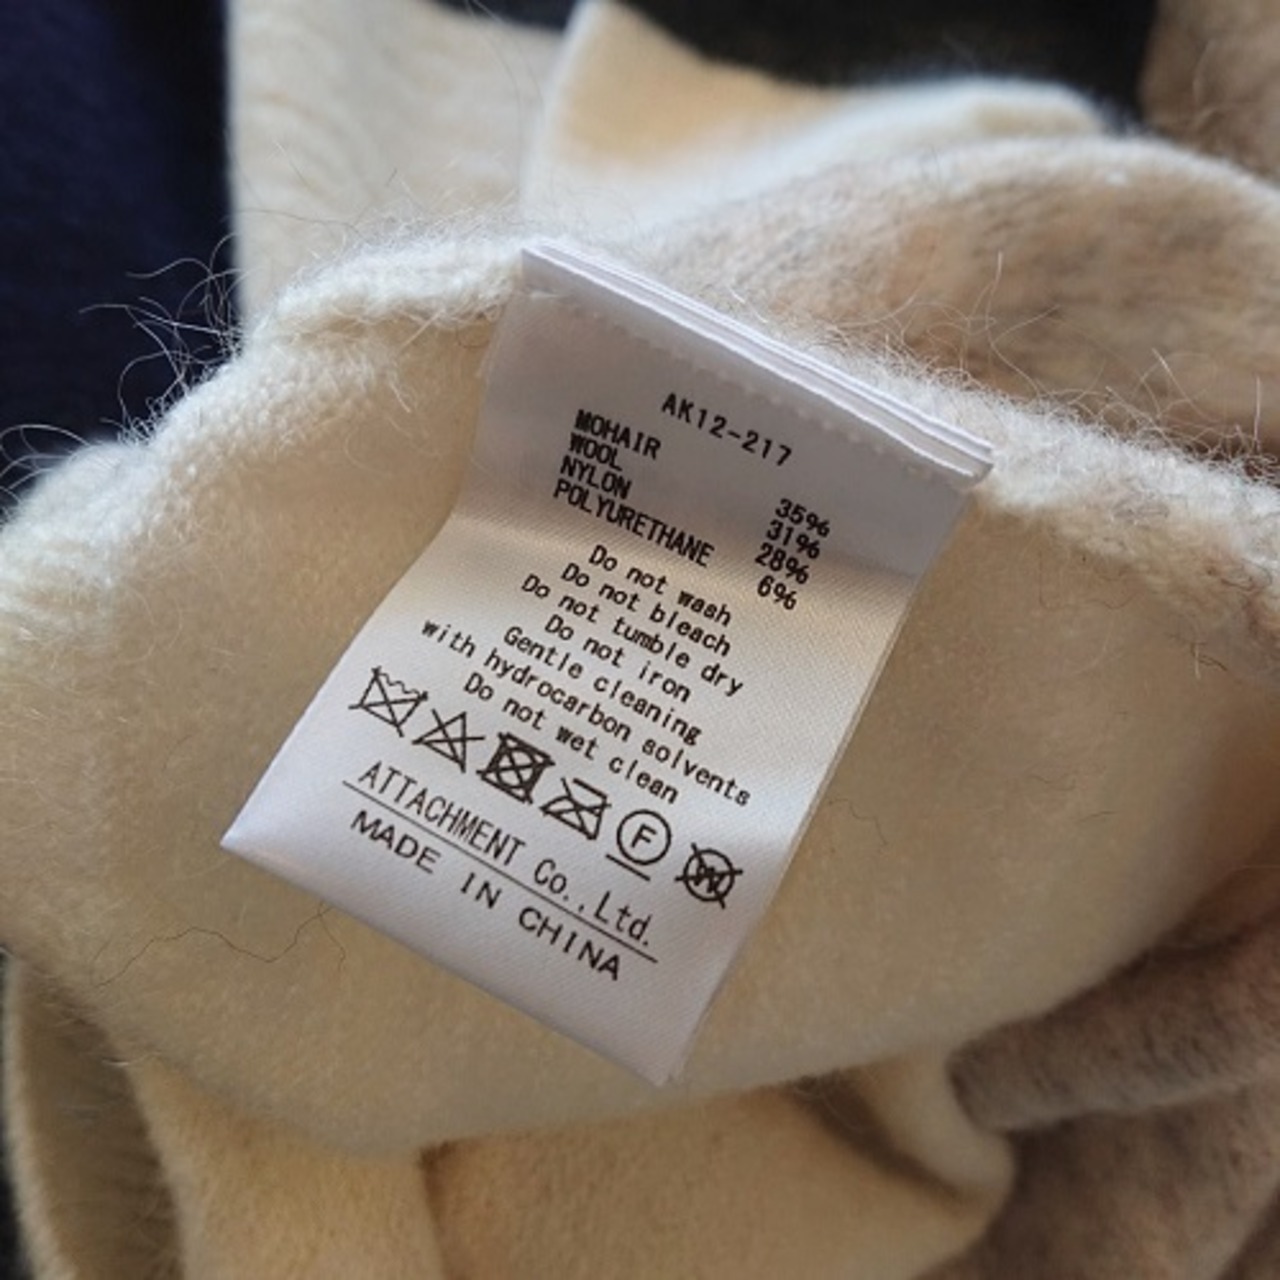 AK12-217
MOHAIR 35%
WOOL 31%
NYLON 28%
POLYURETHANE 6%
Do not wash
Do not bleach
Do not tumble dry
Do not iron
Gentle cleaning
with hydrocarbon solvents
Do not wet clean
F W
ATTACHMENT Co.,Ltd.
MADE IN CHINA